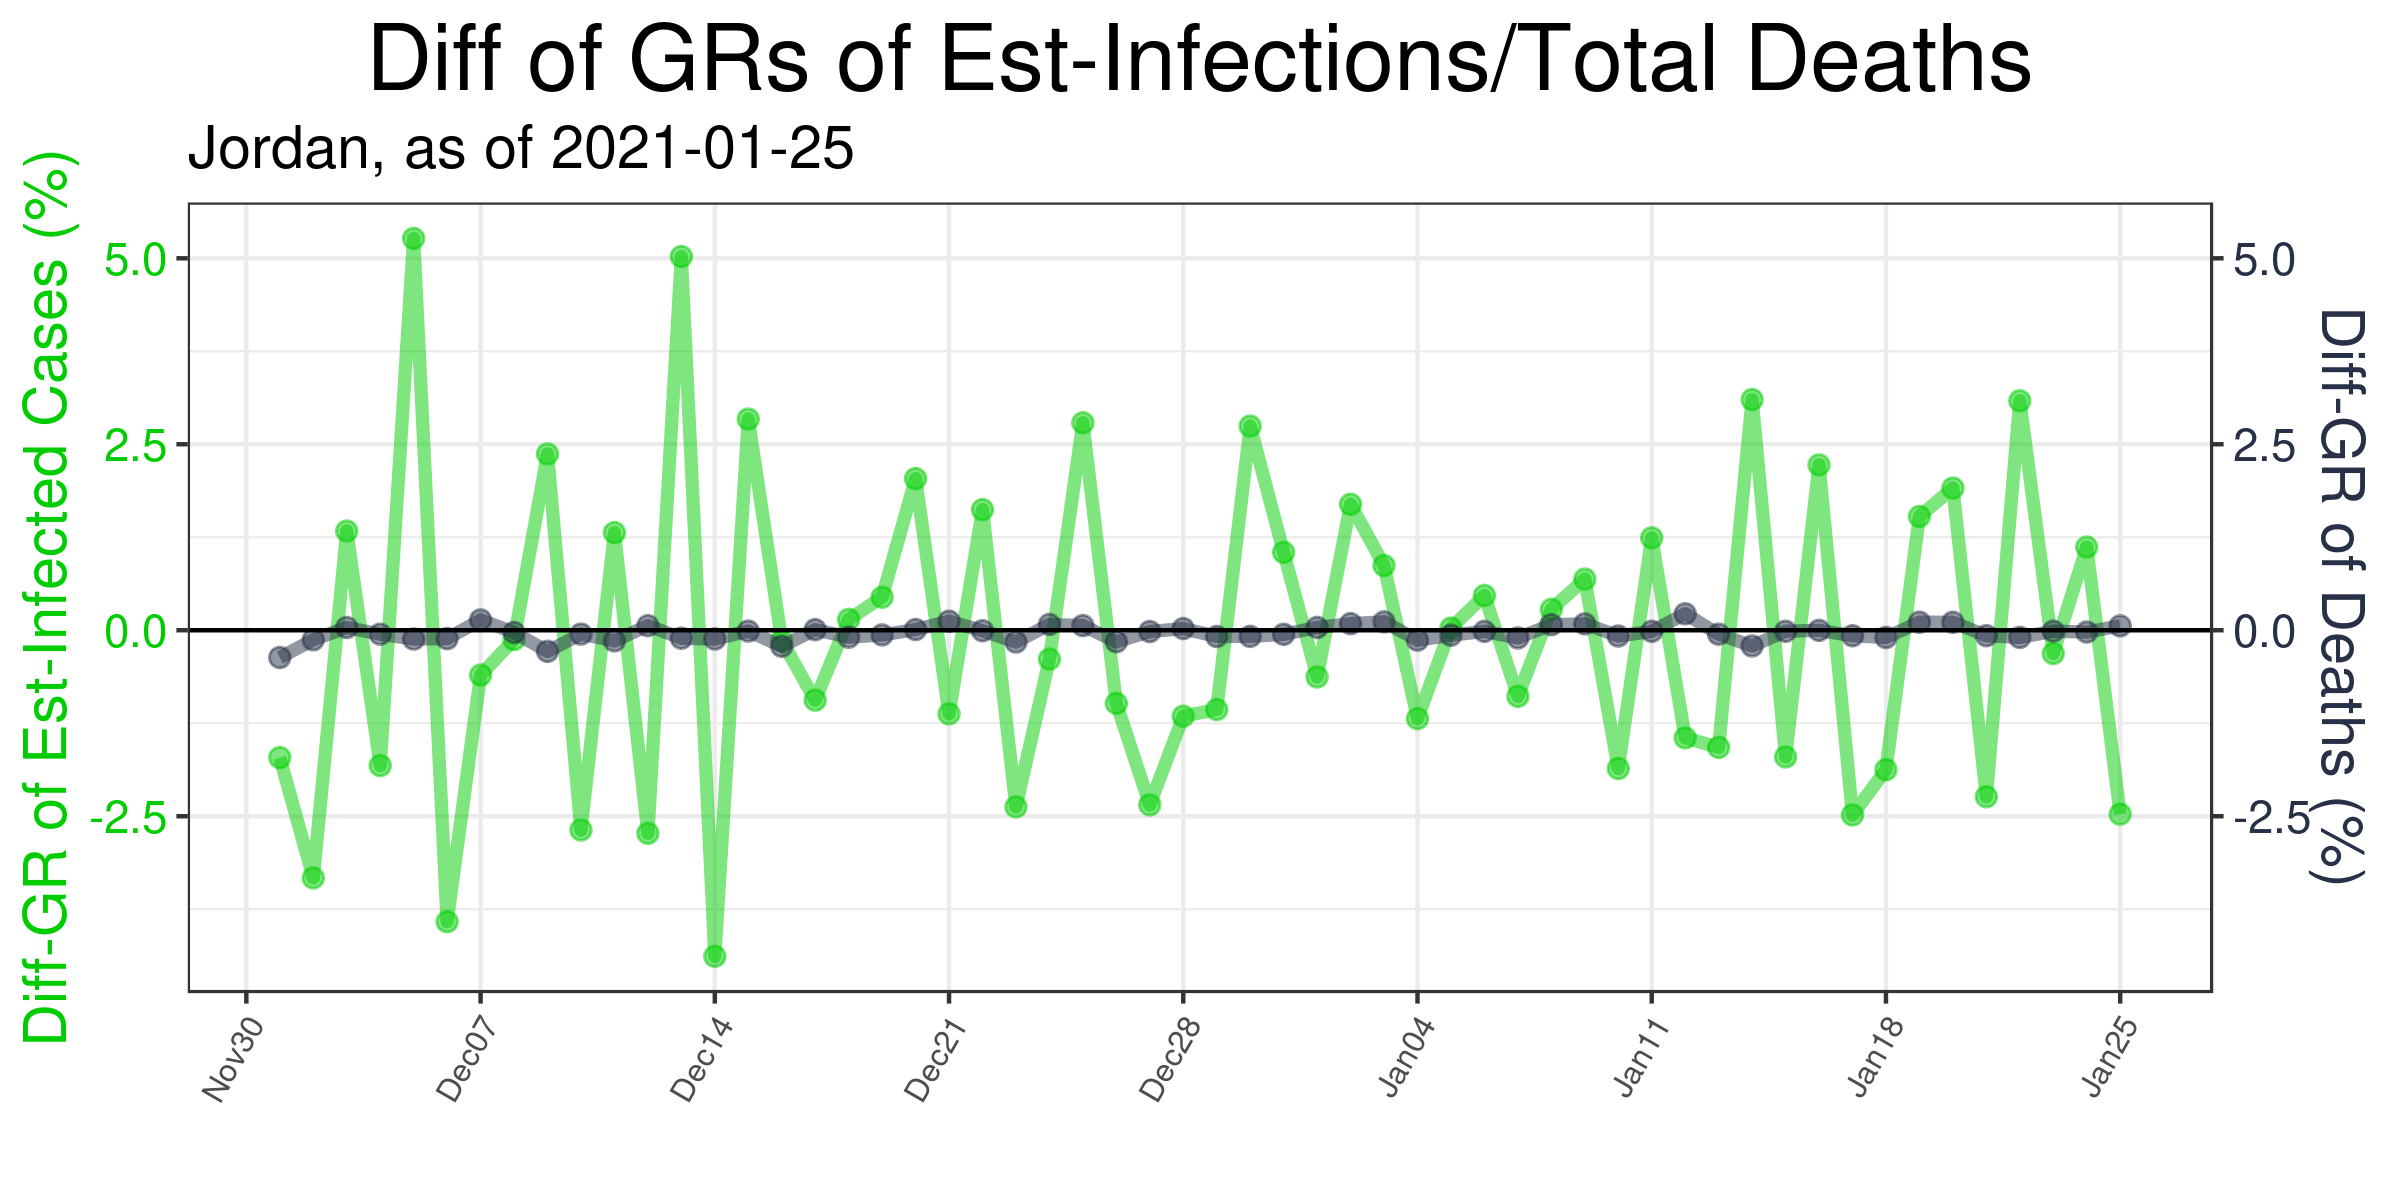 Diff of GRs of Est-Infections/Total Deaths
Jordan, as of 2021-01-25
Diff-GR of Est-Infected Cases (%)
5.0
2.5
0.0
-2.5
5.0
2.5
0.0
-2.5
Diff-GR of Deaths (%)
Nov30
Dec07
Dec14
Dec21
Dec28
Jan04
Jan11
Jan18
Jan25